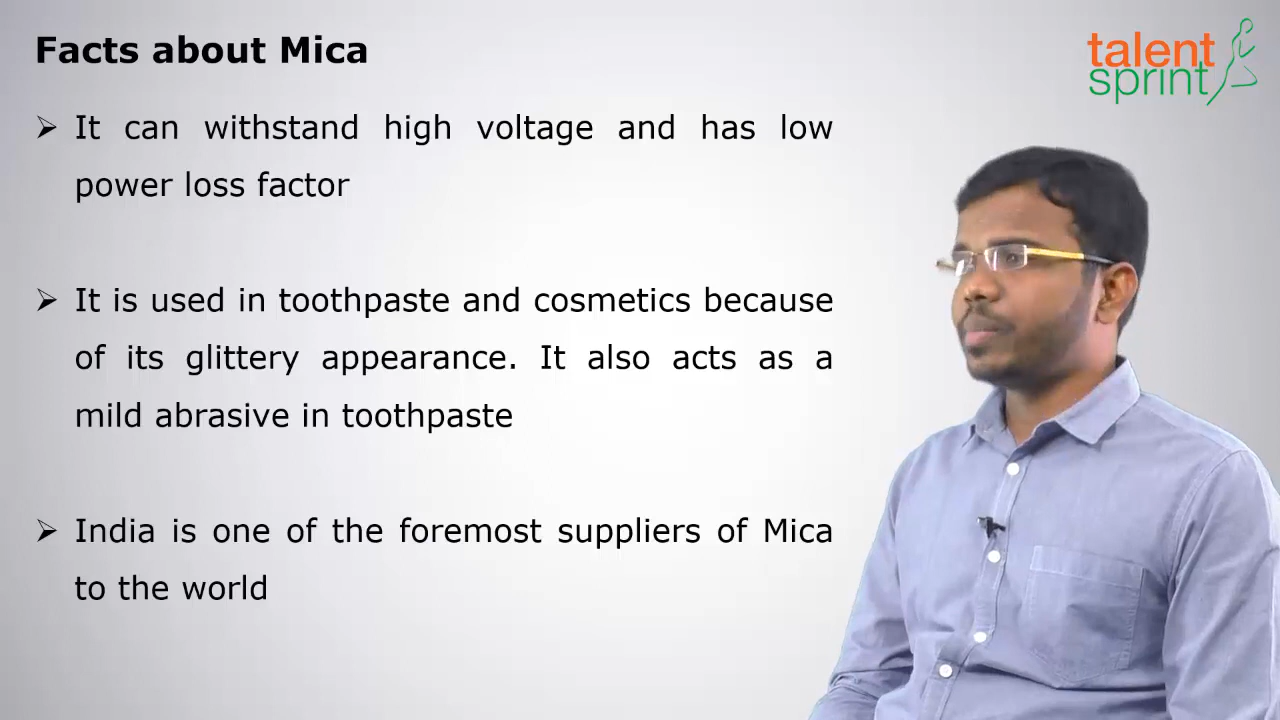 Facts about Mica
talent
sprint
➢ It can withstand high voltage and has low
power loss factor
➢ It is used in toothpaste and cosmetics because
of its glittery appearance. It also acts as a
mild abrasive in toothpaste
➢ India is one of the foremost suppliers of Mica
to the world